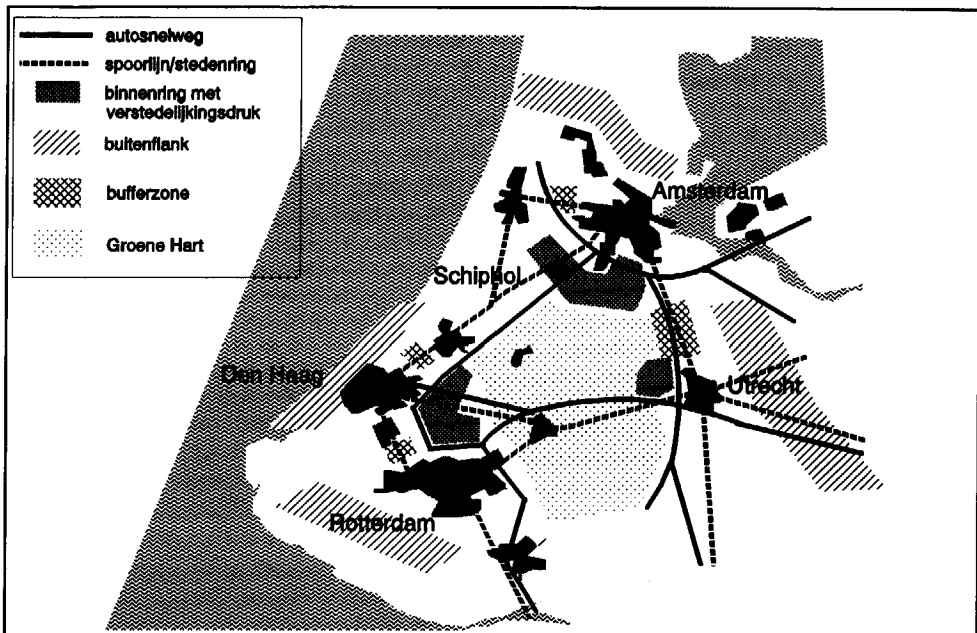 autosnelweg
spoorlijn/stedenring
binnenring met
verstedelijkingsdruk
buitenflank
bufferzone
Groene Hart
Amsterdam
Schiphol
Den Haag
Utrecht
Rotterdam